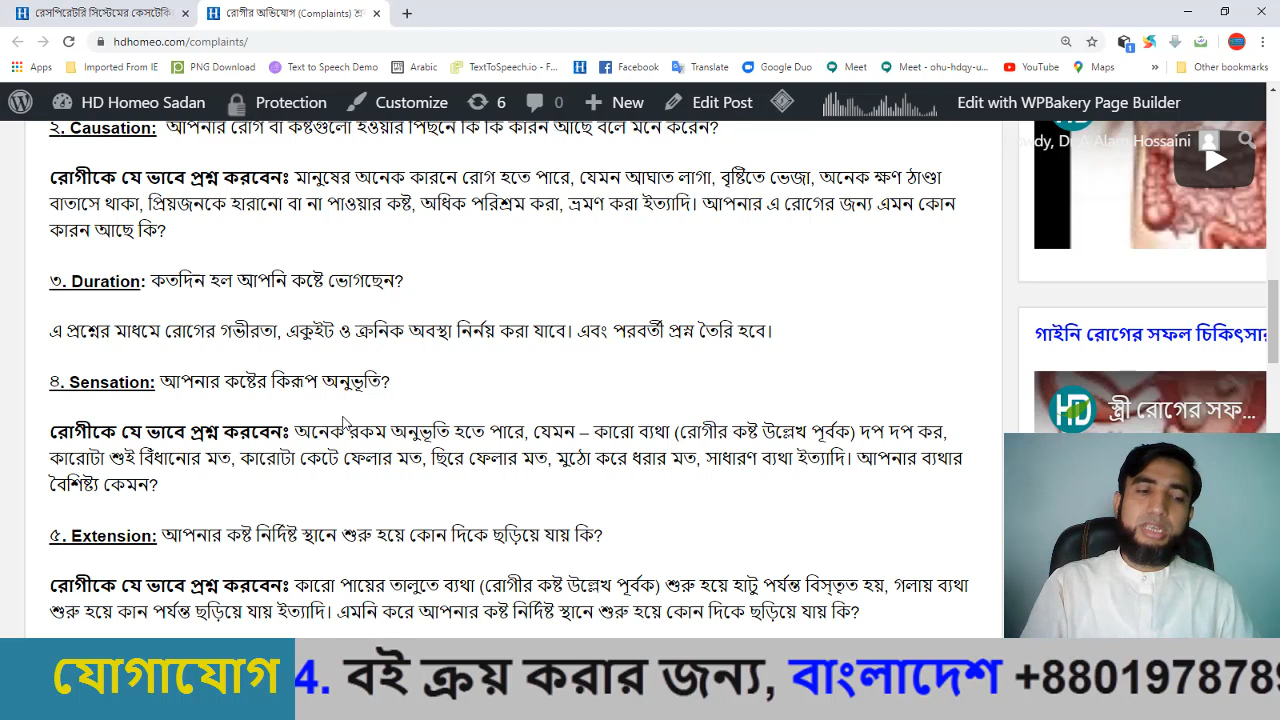 রেসপিরেটরি সিস্টেমের কেসটেকি
রোগীর অভিযোগ (Complaints) শ্রে
hdhomeo.com/complaints/
Apps
Imported From IE
PNG Download
Text to Speech Demo
Arabic
TextToSpeech.io - F...
Facebook
Translate
Google Duo
Meet
Meet - ohu-hdqy-u...
YouTube
Maps
»
Other bookmarks
HD Homeo Sadan
Protection
Customize
6
0
New
Edit Post
Edit with WPBakery Page Builder
wdy, Dr A Alam Hossaini
২. Causation: আপনার রোগ বা কষ্টগুলো হওয়ার পিছনে কি কি কারন আছে বলে মনে করেন?
রোগীকে যে ভাবে প্রশ্ন করবেনঃ মানুষের অনেক কারনে রোগ হতে পারে, যেমন আঘাত লাগা, বৃষ্টিতে ভেজা, অনেক ক্ষণ ঠাণ্ডা
বাতাসে থাকা, প্রিয়জনকে হারানো বা না পাওয়ার কষ্ট, অধিক পরিশ্রম করা, ভ্রমণ করা ইত্যাদি। আপনার এ রোগের জন্য এমন কোন
কারন আছে কি?
৩. Duration: কতদিন হল আপনি কষ্টে ভোগছেন?
এ প্রশ্নের মাধমে রোগের গভীরতা, একুইট ও ক্রনিক অবস্থা নির্নয় করা যাবে। এবং পরবর্তী প্রশ্ন তৈরি হবে।
৪. Sensation: আপনার কষ্টের কিরূপ অনুভূতি?
রোগীকে যে ভাবে প্রশ্ন করবেনঃ অনেক অনুভূতি হতে পারে, যেমন – কারো ব্যথা (রোগীর কষ্ট উল্লেখ পূর্বক) দপ দপ কর,
কারোটা শুই বিঁধানোর মত, কারোটা কেটে ফেলার মত, ছিরে ফেলার মত, মুঠো করে ধরার মত, সাধারণ ব্যথা ইত্যাদি। আপনার ব্যথার
বৈশিষ্ট্য কেমন?
৫. Extension: আপনার কষ্ট নির্দিষ্ট স্থানে শুরু হয়ে কোন দিকে ছড়িয়ে যায় কি?
রোগীকে যে ভাবে প্রশ্ন করবেনঃ কারো পায়ের তালুতে ব্যথা (রোগীর কষ্ট উল্লেখ পূর্বক) শুরু হয়ে হাটু পর্যন্ত বিস্তৃত হয়, গলায় ব্যথা
শুরু হয়ে কান পর্যন্ত ছড়িয়ে যায় ইত্যাদি। এমনি করে আপনার কষ্ট নির্দিষ্ট স্থানে শুরু হয়ে কোন দিকে ছড়িয়ে যায় কি?
গাইনি রোগের সফল চিকিৎসার
HD
স্ত্রী রোগের সফ...
যোগাযোগ
4. বই ক্রয় করার জন্য, বাংলাদেশ +8801978789